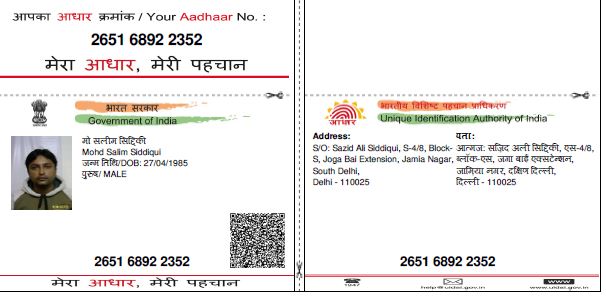 आपका आधार क्रमांक / Your Aadhaar No. :
2651 6892 2352
मेरा आधार, मेरी पहचान
भारत सरकार
Government of India
मो सलीम सिद्दिकी
Mohd Salim Siddiqui
जन्म तिथि/DOB: 27/04/1985
पुरुष/ MALE
2651 6892 2352
मेरा आधार, मेरी पहचान
भारतीय विशिष्ट पहचान प्राधिकरण
Unique Identification Authority of India
आधार
Address:
S/O: Sazid Ali Siddiqui, S-4/8, Block-
S, Joga Bai Extension, Jamia Nagar,
South Delhi,
Delhi - 110025
पता:
आत्मज: सज़िद अली सिद्दिकी, एस-4/8,
ब्लॉक-एस, जगा बाई एक्सटेंशन,
जामिया नगर, दक्षिण दिल्ली,
दिल्ली - 110025
2651 6892 2352
1947
help@uidai.gov.in
www
www.uidai.gov.in